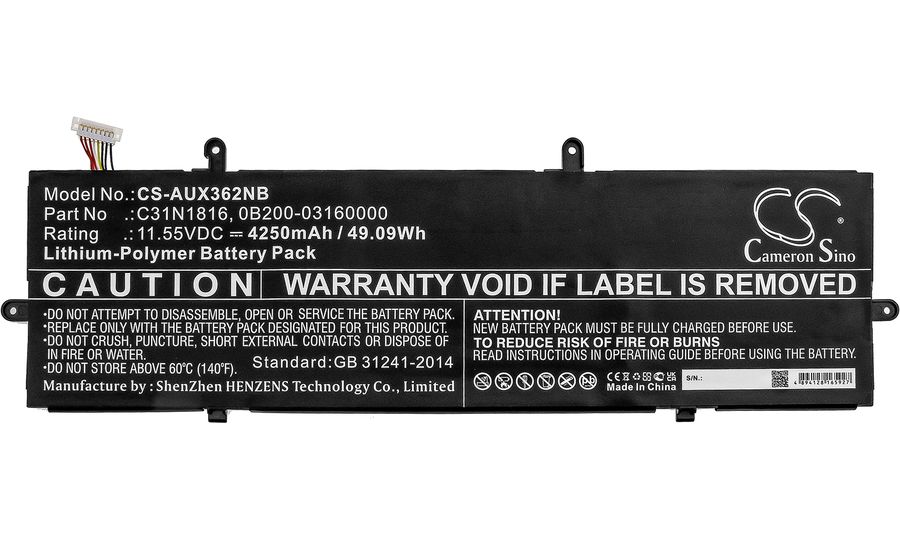 Model No.:CS-AUX362NB
Part No .:C31N1816, 0B200-03160000
Rating :11.55VDC ⎓ 4250mAh / 49.09Wh
Lithium-Polymer Battery Pack
CS
Cameron Sino
CAUTION
WARRANTY VOID IF LABEL IS REMOVED
•DO NOT ATTEMPT TO DISASSEMBLE, OPEN OR SERVICE THE BATTERY PACK.
•REPLACE ONLY WITH THE BATTERY PACK DESIGNATED FOR THIS PRODUCT.
•DO NOT CRUSH, PUNCTURE, SHORT EXTERNAL CONTACTS OR DISPOSE OF
IN FIRE OR WATER.
•DO NOT STORE ABOVE 60°C (140°F).
Standard:GB 31241-2014
Manufacture by :ShenZhen HENZENS Technology Co., Limited
ATTENTION!
NEW BATTERY PACK MUST BE FULLY CHARGED BEFORE USE
TO REDUCE RISK OF FIRE OR BURNS
READ INSTRUCTIONS IN OPERATING GUIDE BEFORE USING BATTERY.
Made In China
S/N.:
4 894128 165927